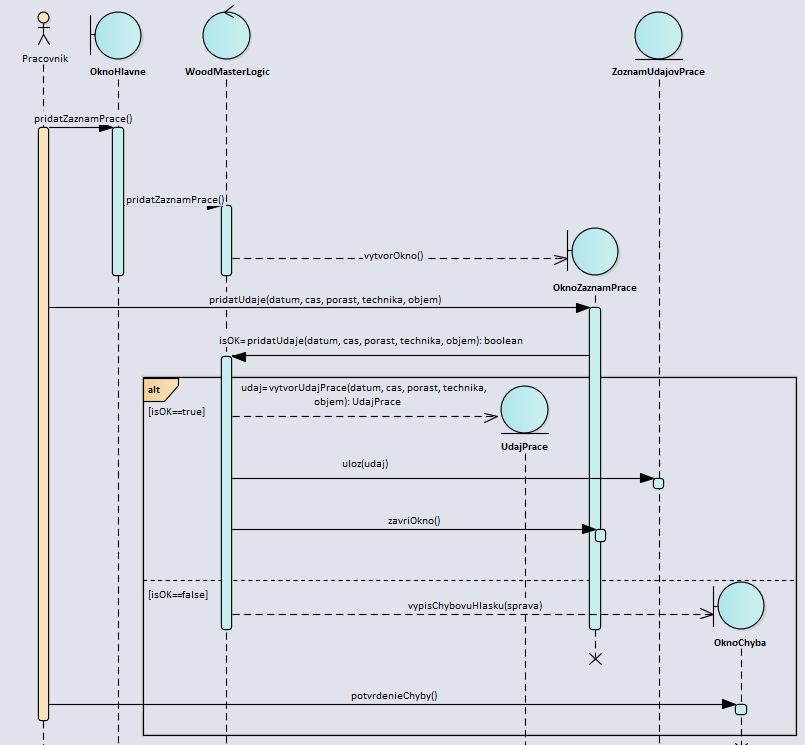 Pracovnik
OknoHlavne
WoodMasterLogic
ZoznamUdajovPrace
pridatZaznamPrace()
pridatZaznamPrace()
vytvorOkno()
OknoZaznamPrace
pridatUdaje(datum, cas, porast, technika, objem)
isOK=pridatUdaje(datum, cas, porast, technika, objem): boolean
alt
udaj=vytvorUdajPrace(datum, cas, porast, technika,
objem): UdajPrace
[isOK==true]
UdajPrace
uloz(udaj)
zavriOkno()
[isOK==false]
vypisChybovuHlasku(sprava)
OknoChyba
potvrdenieChyby()